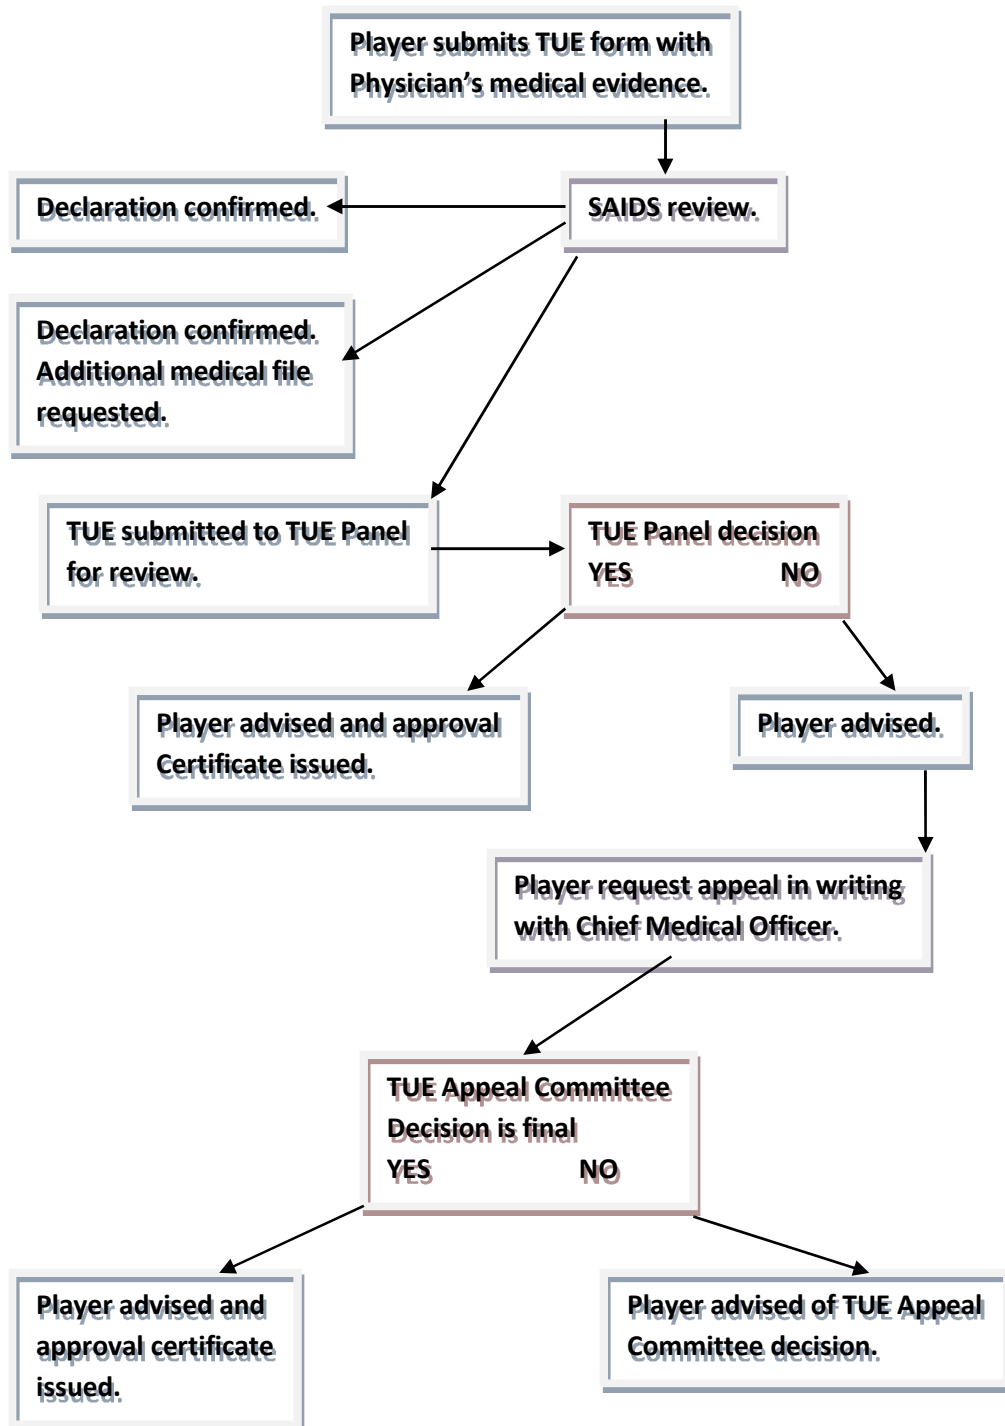 Player submits TUE form with
Physician’s medical evidence.
Declaration confirmed.
SAIDS review.
Declaration confirmed.
Additional medical file
requested.
TUE submitted to TUE Panel
for review.
TUE Panel decision
YES NO
Player advised and approval
Certificate issued.
Player advised.
Player request appeal in writing
with Chief Medical Officer.
TUE Appeal Committee
Decision is final
YES NO
Player advised and
approval certificate
issued.
Player advised of TUE Appeal
Committee decision.